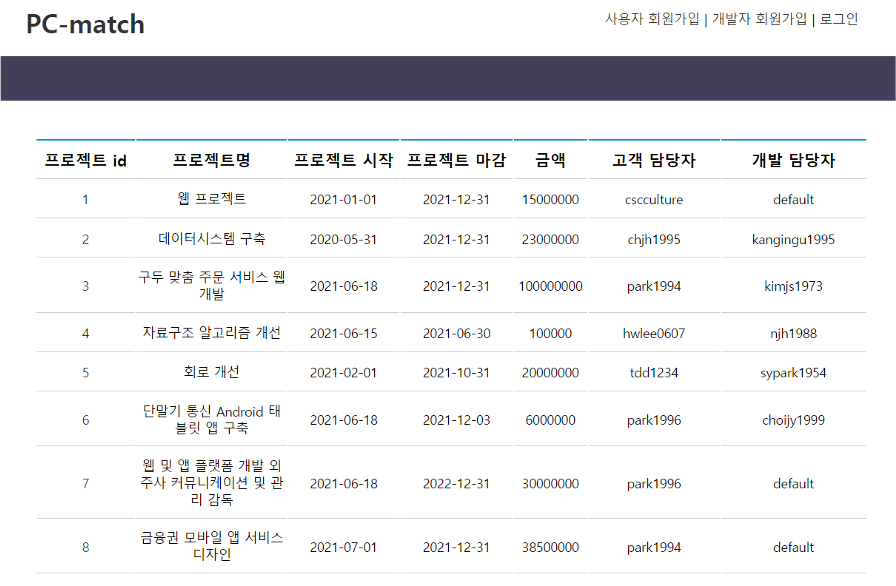 PC-match
사용자 회원가입 | 개발자 회원가입 | 로그인
프로젝트 id 프로젝트명 프로젝트 시작 프로젝트 마감 금액 고객 담당자 개발 담당자
1 웹 프로젝트 2021-01-01 2021-12-31 15000000 cscculture default
2 데이터시스템 구축 2020-05-31 2021-12-31 23000000 chjh1995 kangingu1995
3 구두 맞춤 주문 서비스 웹
개발 2021-06-18 2021-12-31 100000000 park1994 kimjs1973
4 자료구조 알고리즘 개선 2021-06-15 2021-06-30 100000 hwlee0607 njh1988
5 회로 개선 2021-02-01 2021-10-31 20000000 tdd1234 sypark1954
6 단말기 통신 Android 태
블릿 앱 구축 2021-06-18 2021-12-03 6000000 park1996 choijy1999
7 웹 및 앱 플랫폼 개발 외
주사 커뮤니케이션 및 관
리 감독 2021-06-18 2022-12-31 30000000 park1996 default
8 금융권 모바일 앱 서비스
디자인 2021-07-01 2021-12-31 38500000 park1994 default